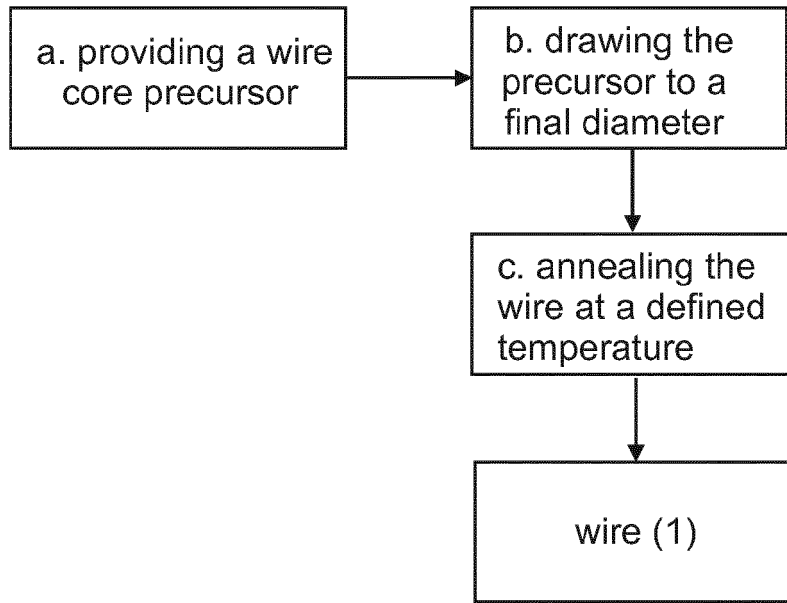 a. providing a wire
core precursor
b. drawing the
precursor to a
final diameter
c. annealing the
wire at a defined
temperature
wire (1)